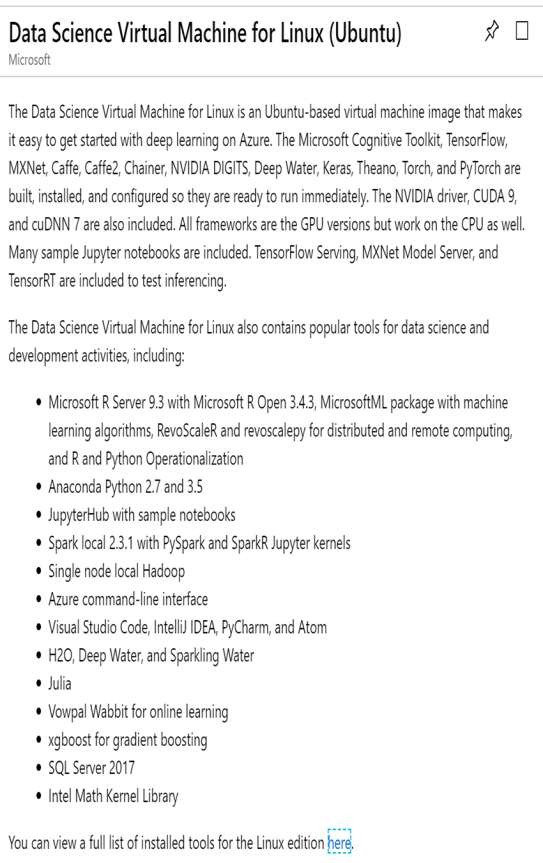 Data Science Virtual Machine for Linux (Ubuntu)
Microsoft
The Data Science Virtual Machine for Linux is an Ubuntu-based virtual machine image that makes
it easy to get started with deep learning on Azure. The Microsoft Cognitive Toolkit, TensorFlow,
MXNet, Caffe, Caffe2, Chainer, NVIDIA DIGITS, Deep Water, Keras, Theano, Torch, and PyTorch are
built, installed, and configured so they are ready to run immediately. The NVIDIA driver, CUDA 9,
and cuDNN 7 are also included. All frameworks are the GPU versions but work on the CPU as well.
Many sample Jupyter notebooks are included. TensorFlow Serving, MXNet Model Server, and
TensorRT are included to test inferencing.
The Data Science Virtual Machine for Linux also contains popular tools for data science and
development activities, including:
• Microsoft R Server 9.3 with Microsoft R Open 3.4.3, MicrosoftML package with machine
learning algorithms, RevoScaleR and revoscalepy for distributed and remote computing,
and R and Python Operationalization
• Anaconda Python 2.7 and 3.5
• JupyterHub with sample notebooks
• Spark local 2.3.1 with PySpark and SparkR Jupyter kernels
• Single node local Hadoop
• Azure command-line interface
• Visual Studio Code, IntelliJ IDEA, PyCharm, and Atom
• H2O, Deep Water, and Sparkling Water
• Julia
• Vowpal Wabbit for online learning
• xgboost for gradient boosting
• SQL Server 2017
• Intel Math Kernel Library
You can view a full list of installed tools for the Linux edition here.